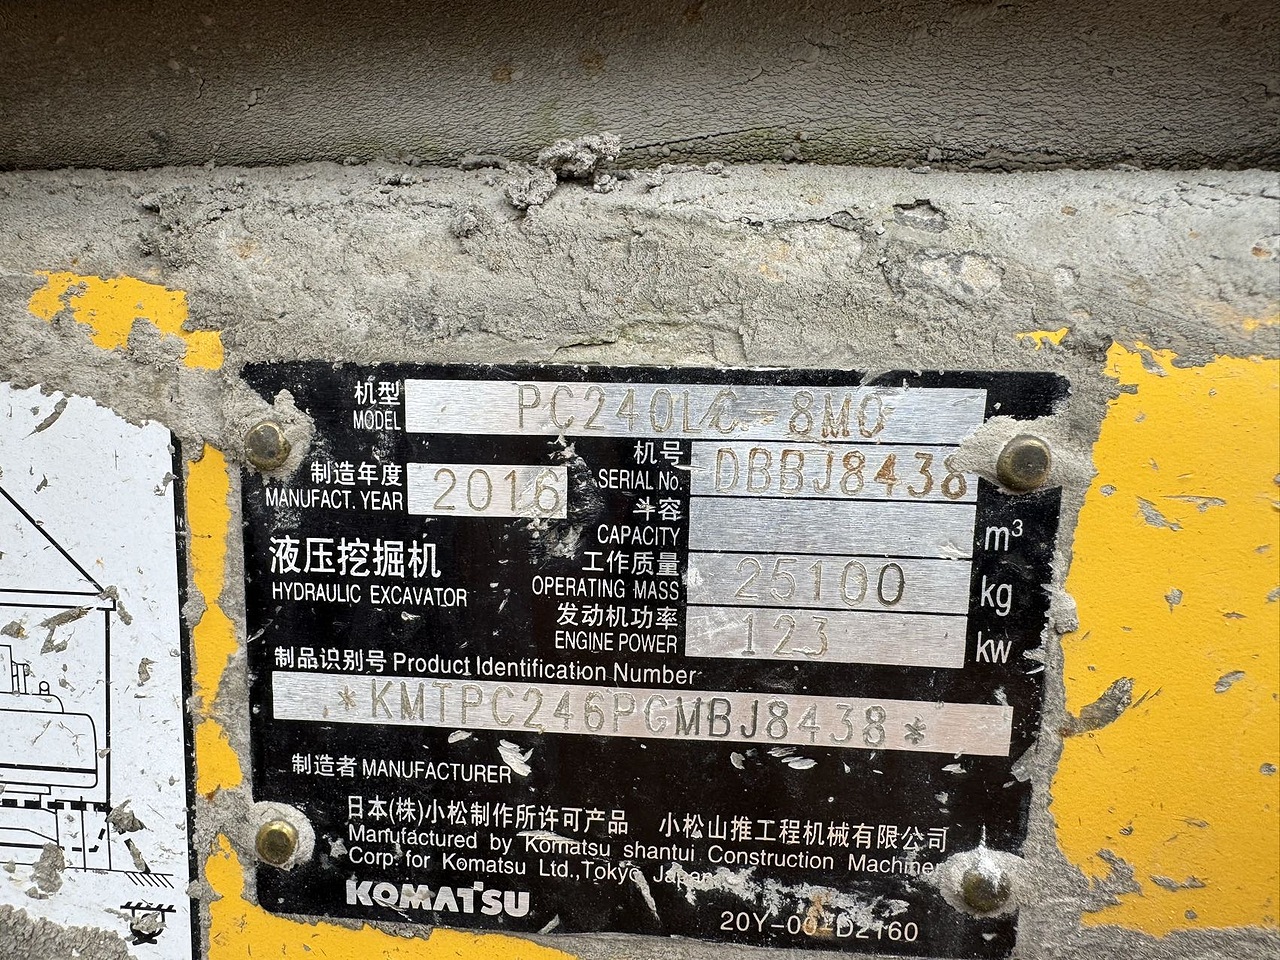 机型
MODEL PC240LC-8M0
制造年度
MANUFACT. YEAR 2016
机号
SERIAL No. DBBJ8438
斗容
CAPACITY m³
液压挖掘机
HYDRAULIC EXCAVATOR
工作质量
OPERATING MASS 25100 kg
发动机功率
ENGINE POWER 123 kw
制品识别号 Product Identification Number
*KMTPC246PCMBJ8438*
制造者 MANUFACTURER
日本(株)小松制作所许可产品 小松山推工程机械有限公司
Manufactured by Komatsu shantui Construction Machinery
Corp. for Komatsu Ltd.,Tokyo Japan
KOMATSU
20Y-00-D2160